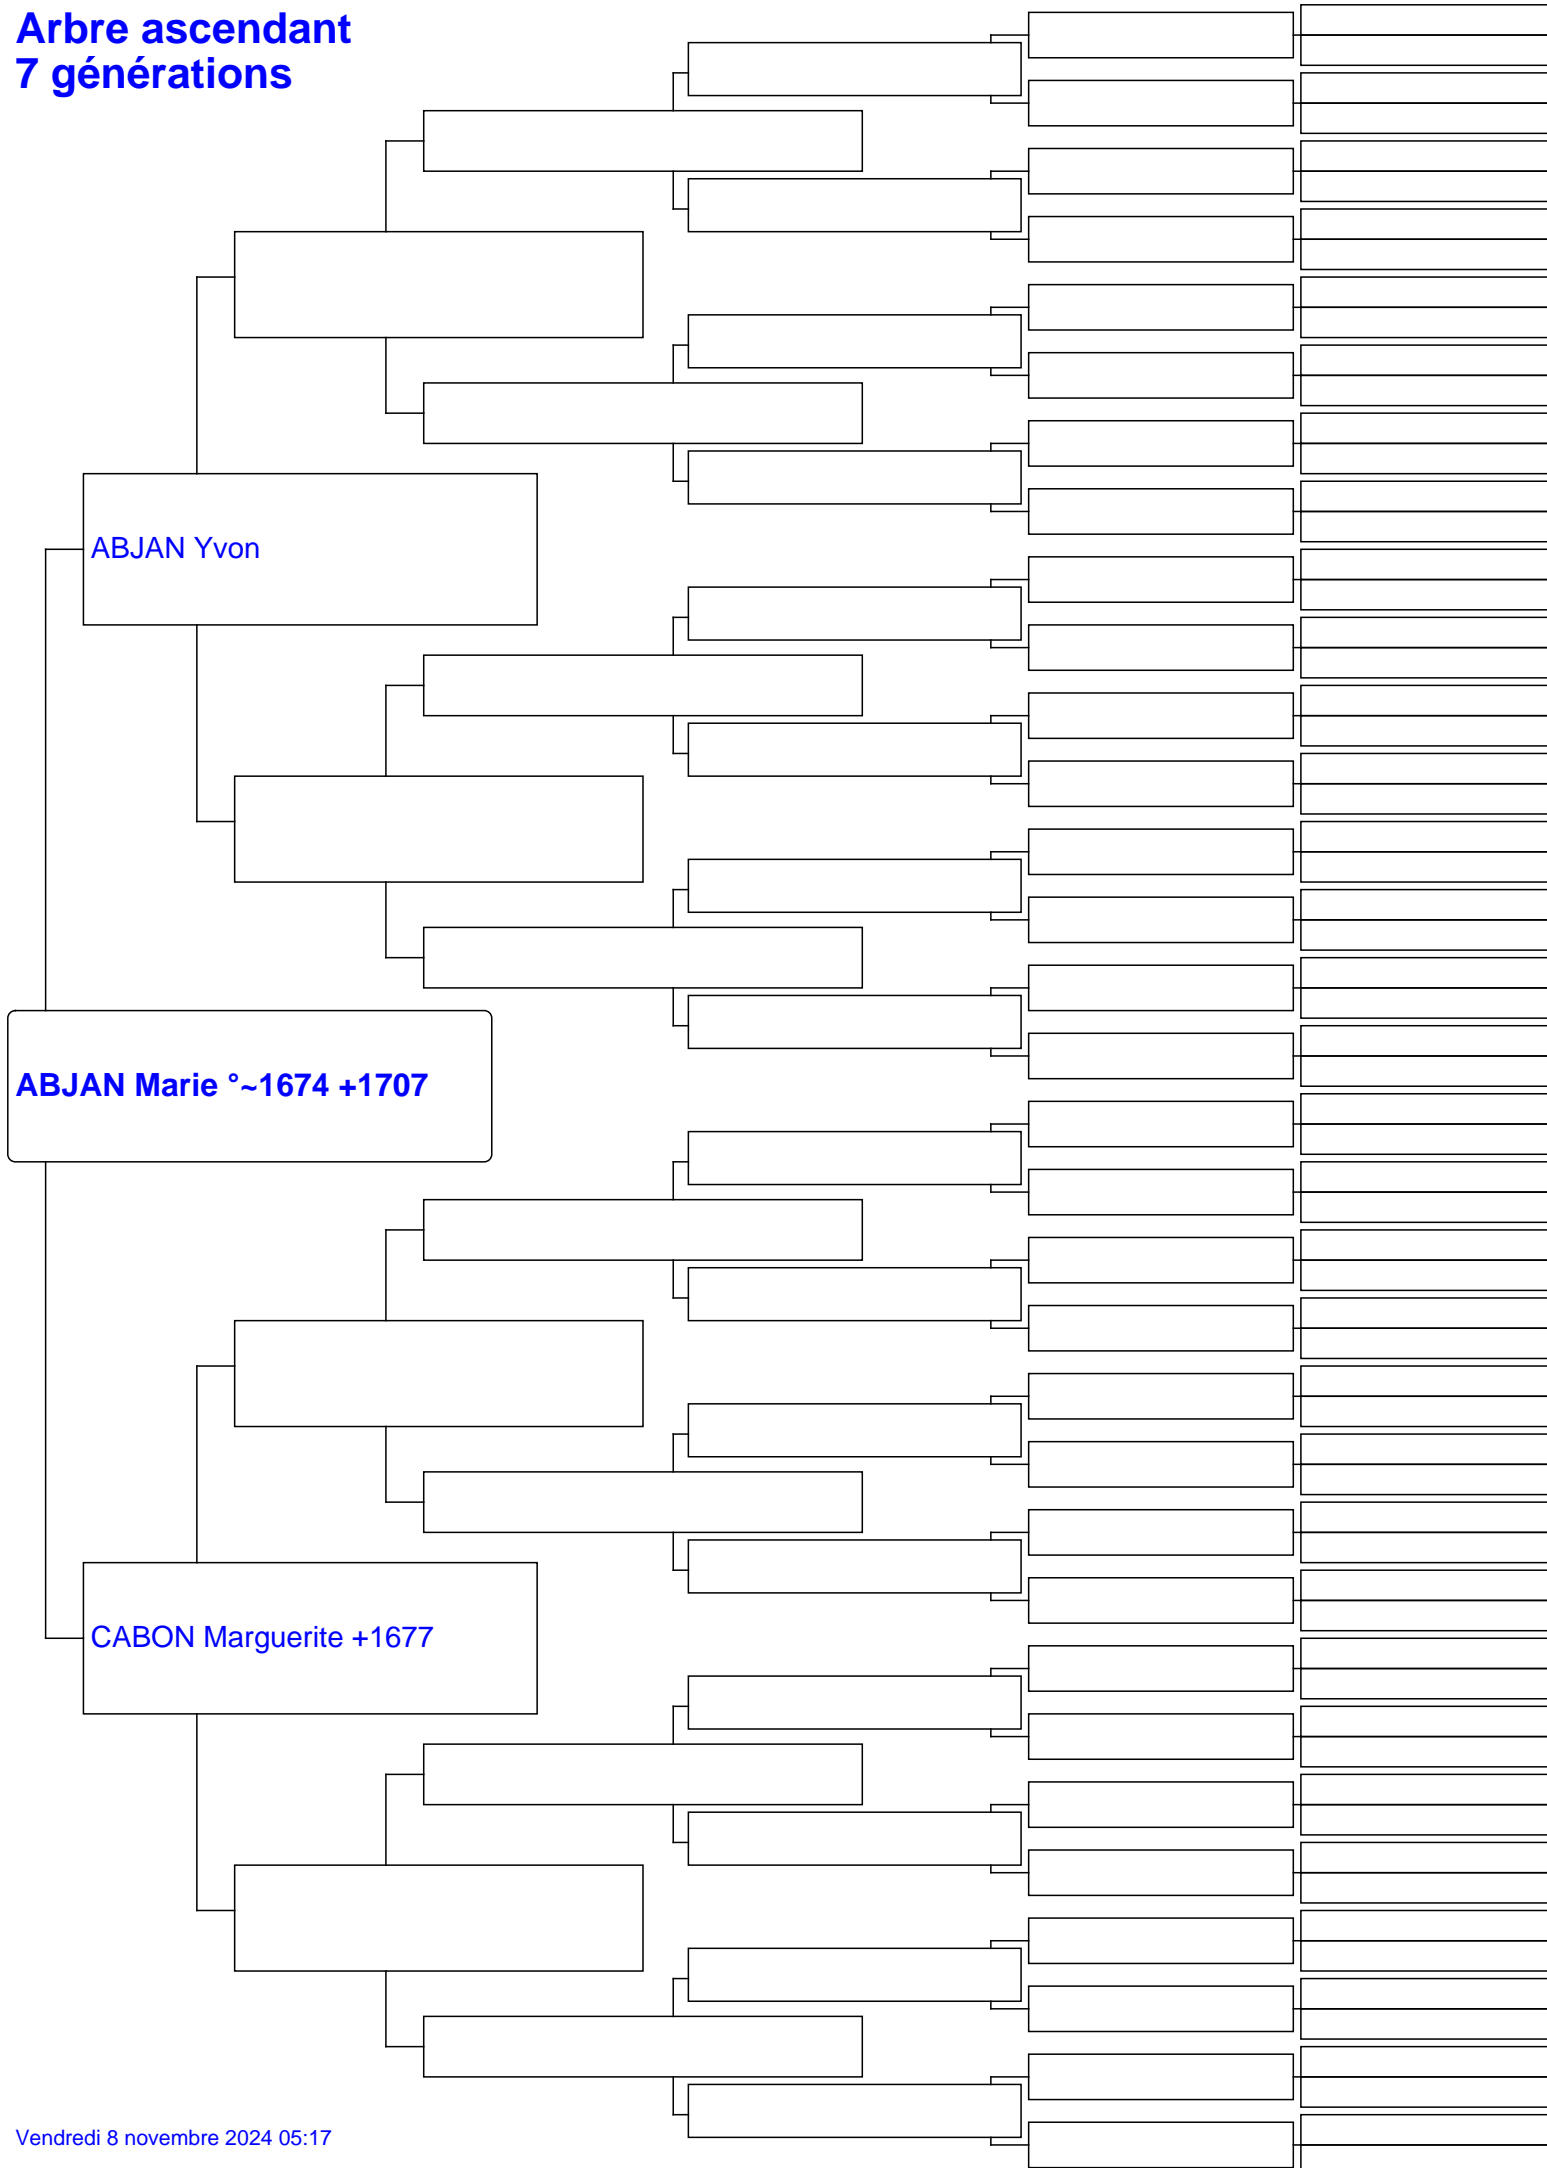 Arbre ascendant
7 générations
ABJAN Yvon
ABJAN Marie °~1674 +1707
CABON Marguerite +1677
Vendredi 8 novembre 2024 05:17